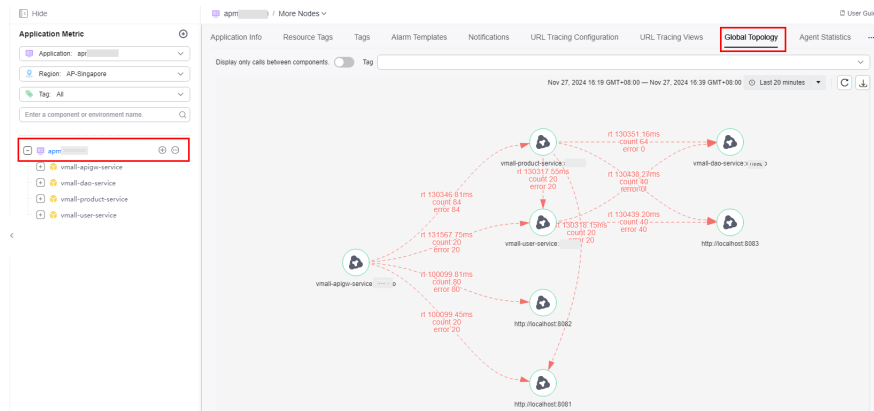 Hide
Application Metric
Application: apm
Region: AP-Singapore
Tag: All
Enter a component or environment name
apm
vmall-apigw-service
vmall-dao-service
vmall-product-service
vmall-user-service
apm / More Nodes
User Guide
Application Info Resource Tags Tags Alarm Templates Notifications URL Tracing Configuration URL Tracing Views Global Topology Agent Statistics ...
Display only calls between components. Tag
Nov 27, 2024 16:19 GMT+08:00 — Nov 27, 2024 16:39 GMT+08:00 Last 20 minutes
rt 130351.16ms
count 64
error 0
vmall-product-service:
vmall-dao-service:
rt 130317.55ms
count 20
error 20
rt 130438.27ms
count 40
error 0
rt 130346.81ms
count 84
error 84
rt 130439.20ms
count 40
error 40
rt 130318.15ms
count 20
error 20
rt 131567.75ms
count 20
error 20
vmall-user-service:
http://localhost:8083
vmall-apigw-service
rt 100099.81ms
count 80
error 80
rt 100099.45ms
count 20
error 20
http://localhost:8082
http://localhost:8081